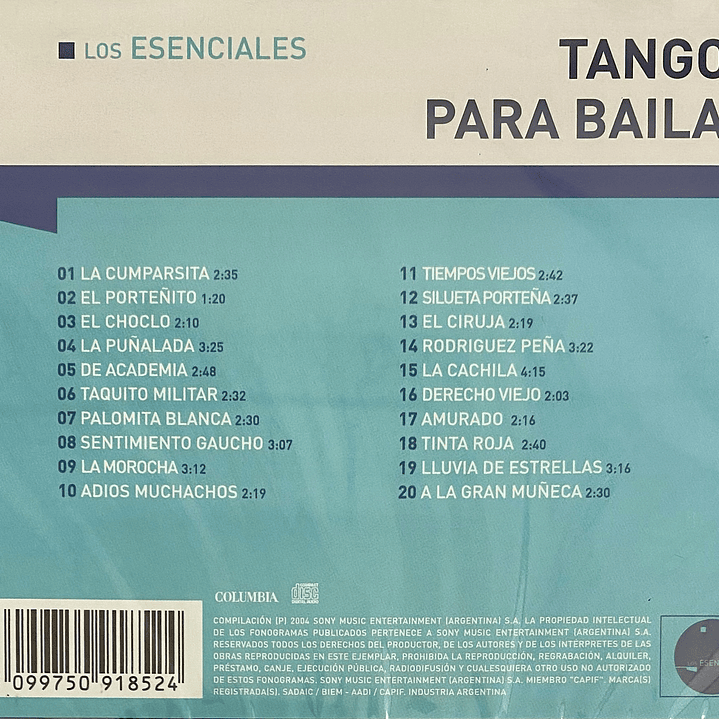 LOS ESENCIALES
TANGO
PARA BAILA
01 LA CUMPARSITA 2:35
02 EL PORTEÑITO 1:20
03 EL CHOCLO 2:10
04 LA PUÑALADA 3:25
05 DE ACADEMIA 2:48
06 TAQUITO MILITAR 2:32
07 PALOMITA BLANCA 2:30
08 SENTIMIENTO GAUCHO 3:07
09 LA MOROCHA 3:12
10 ADIOS MUCHACHOS 2:19
11 TIEMPOS VIEJOS 2:42
12 SILUETA PORTEÑA 2:37
13 EL CIRUJA 2:19
14 RODRIGUEZ PEÑA 3:22
15 LA CACHILA 4:15
16 DERECHO VIEJO 2:03
17 AMURADO 2:16
18 TINTA ROJA 2:40
19 LLUVIA DE ESTRELLAS 3:16
20 A LA GRAN MUÑECA 2:30
COLUMBIA
COMPACT
disc
DIGITAL AUDIO
COMPILACIÓN (P) 2004 SONY MUSIC ENTERTAINMENT (ARGENTINA) S.A. LA PROPIEDAD INTELECTUAL
DE LOS FONOGRAMAS PUBLICADOS PERTENECE A SONY MUSIC ENTERTAINMENT (ARGENTINA) S.A.
RESERVADOS TODOS LOS DERECHOS DEL PRODUCTOR, DE LOS AUTORES Y DE LOS INTERPRETES DE LAS
OBRAS REPRODUCIDAS EN ESTE EJEMPLAR, PROHIBIDA LA REPRODUCCIÓN, REGRABACIÓN, ALQUILER,
PRÉSTAMO, CANJE, EJECUCIÓN PÚBLICA, RADIODIFUSIÓN Y CUALESQUIERA OTRO USO NO AUTORIZADO
DE ESTOS FONOGRAMAS. SONY MUSIC ENTERTAINMENT (ARGENTINA) S.A. MIEMBRO "CAPIF". MARCA(S)
REGISTRADA(S). SADAIC / BIEM - AADI / CAPIF. INDUSTRIA ARGENTINA
099750 918524